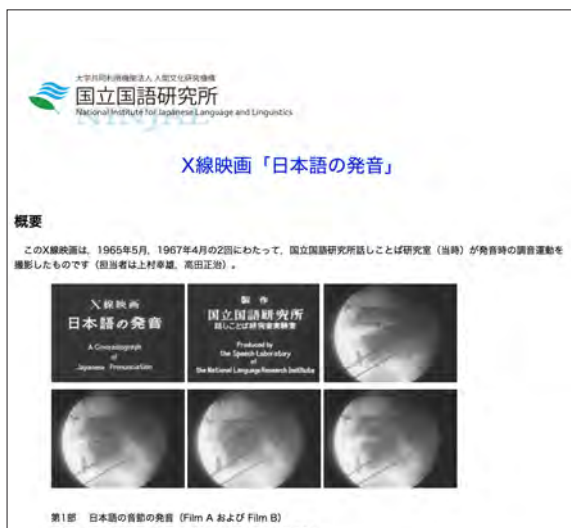 大学共同利用機関法人 人間文化研究機構
国立国語研究所
NINJAL
National Institute for Japanese Language and Linguistics
X線映画「日本語の発音」
概要
このX線映画は，1965年5月，1967年4月の2回にわたって，国立国語研究所話しことば研究室（当時）が発音時の調音運動を
撮影したものです（担当者は上村幸雄，高田正治）．
X線映画
日本語の発音
A Cineradiograph
of
Japanese Pronunciation
製作
国立国語研究所
話しことば研究室実験室
Produced by
the Speech Laboratory
of
the National Language Research Institute
第1部 日本語の音節の発音（Film A および Film B）